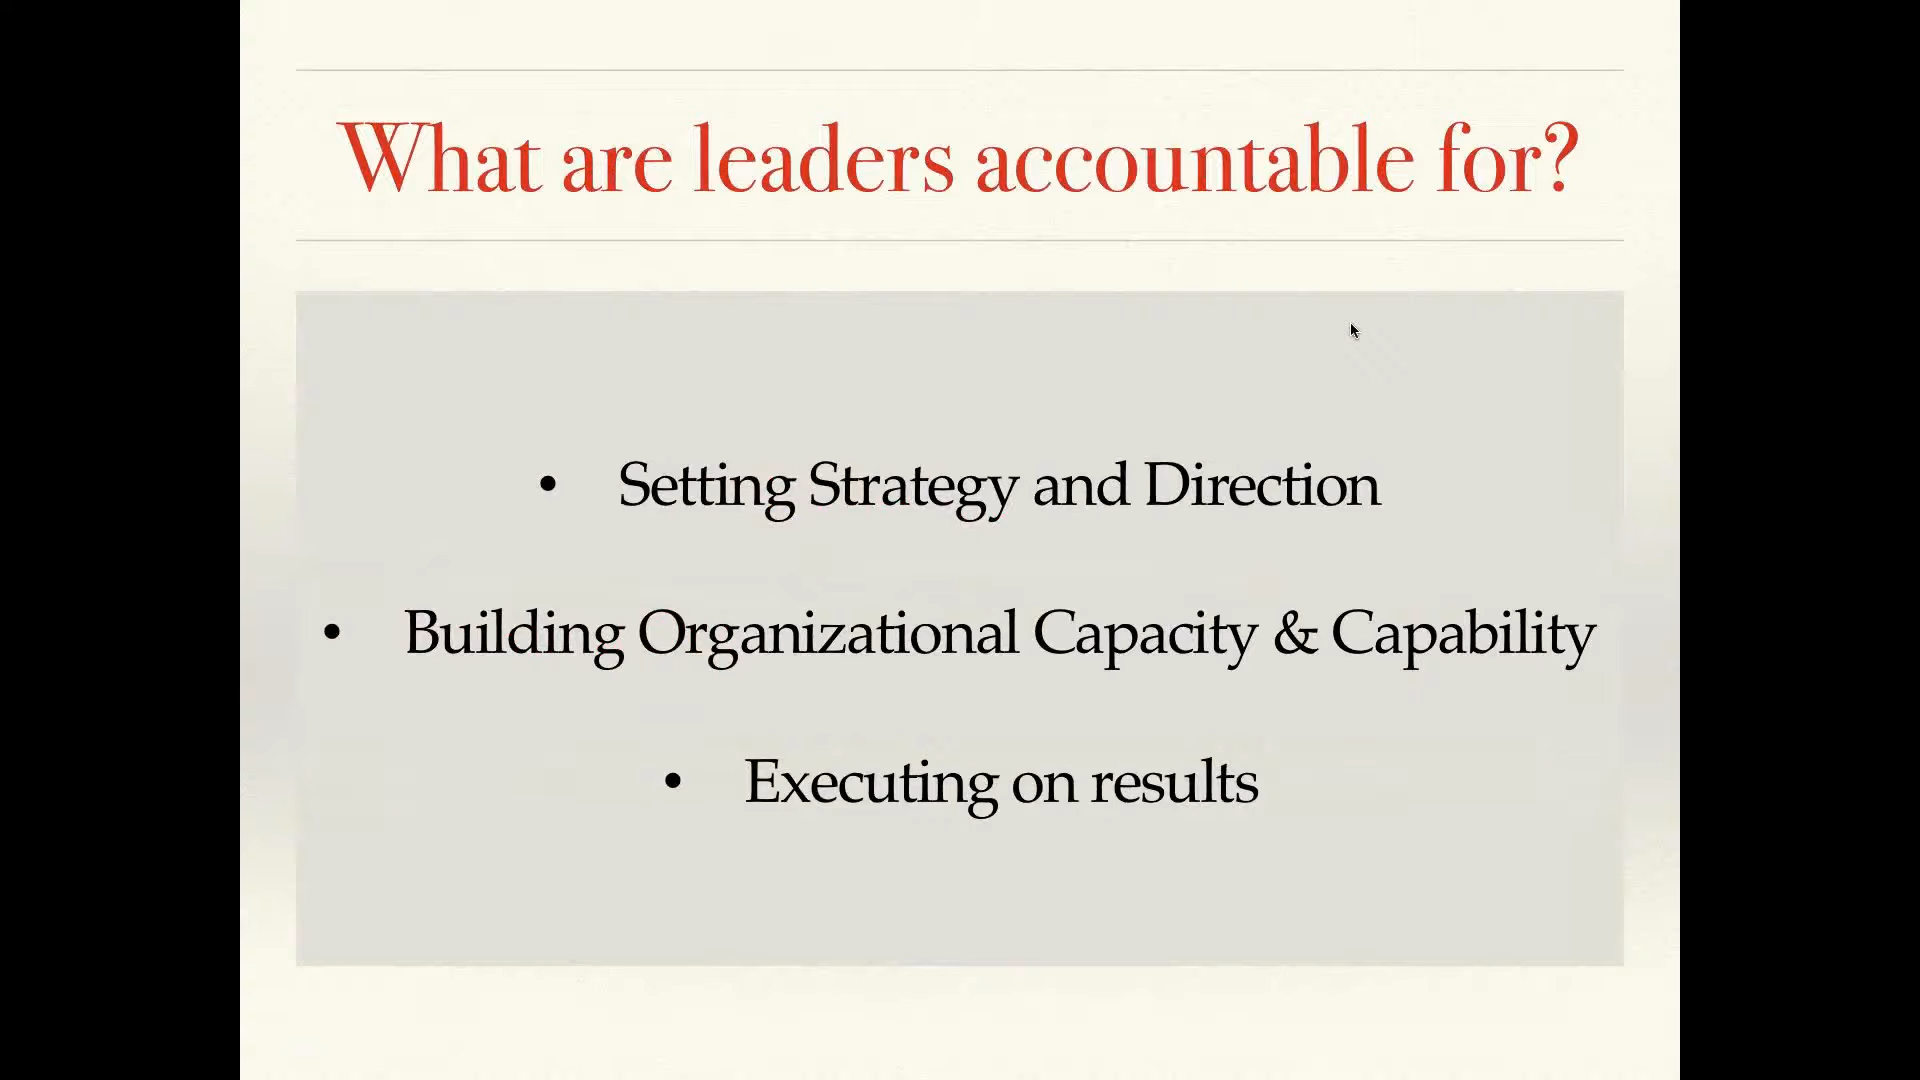 What are leaders accountable for?
• Setting Strategy and Direction
• Building Organizational Capacity & Capability
• Executing on results